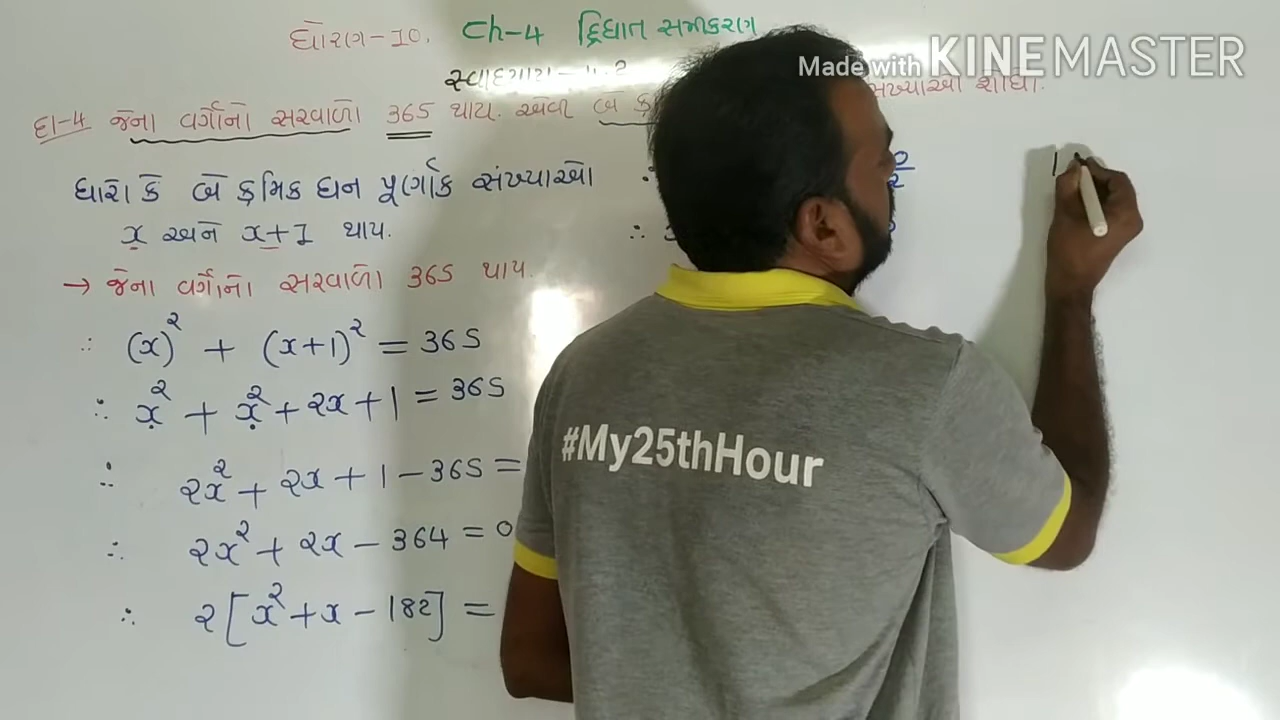 ધોરણ-10. Ch-4 દ્વિઘાત સમીકરણ
Made with KINEMASTER
સ્વાધ્યાય-
દા-4 જેના વર્ગોનો સરવાળો 365 થાય. એવી બે સંખ્યાઓ શોધો.
ધારો કે બે ક્રમિક ધન પૂર્ણાંક સંખ્યાઓ
x અને x+1 થાય.
→ જેના વર્ગોનો સરવાળો 365 થાય.
∴ (x)² + (x+1)² = 365
∴ x² + x² + 2x + 1 = 365
∴ 2x² + 2x + 1 - 365 =
∴ 2x² + 2x - 364 = 0
∴ 2[x² + x - 182] =
#My25thHour